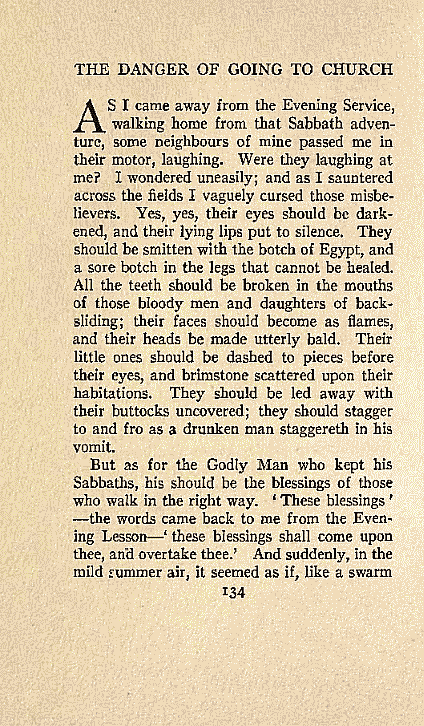 THE DANGER OF GOING TO CHURCH
AS I came away from the Evening Service,
walking home from that Sabbath adven-
ture, some neighbours of mine passed me in
their motor, laughing. Were they laughing at
me? I wondered uneasily; and as I sauntered
across the fields I vaguely cursed those misbe-
lievers. Yes, yes, their eyes should be dark-
ened, and their lying lips put to silence. They
should be smitten with the botch of Egypt, and
a sore botch in the legs that cannot be healed.
All the teeth should be broken in the mouths
of those bloody men and daughters of back-
sliding; their faces should become as flames,
and their heads be made utterly bald. Their
little ones should be dashed to pieces before
their eyes, and brimstone scattered upon their
habitations. They should be led away with
their buttocks uncovered; they should stagger
to and fro as a drunken man staggereth in his
vomit.
But as for the Godly Man who kept his
Sabbaths, his should be the blessings of those
who walk in the right way. ‘These blessings’
—the words came back to me from the Even-
ing Lesson—‘these blessings shall come upon
thee, and overtake thee.’ And suddenly, in the
mild summer air, it seemed as if, like a swarm
134